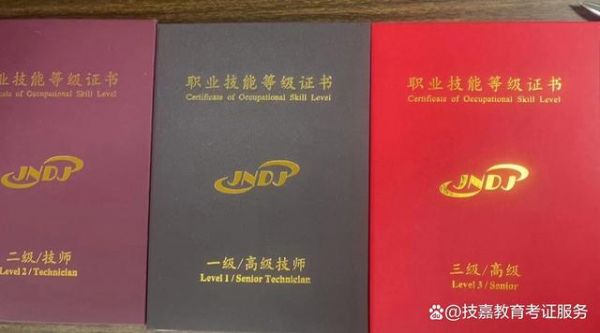 业技能等级证书
cate of Occupational Skill Level
JNDJ
二级/技师
Level 2 / Technician
职业技能等级证书
Certificate of Occupational Skill Level
JNDJ
一级/高级技师
Level 1 / Senior Technician
职业技能等级证书
Certificate of Occupational Skill Level
JNDJ
三级/高级
Level 3 / Senior
@技嘉教育考证服务